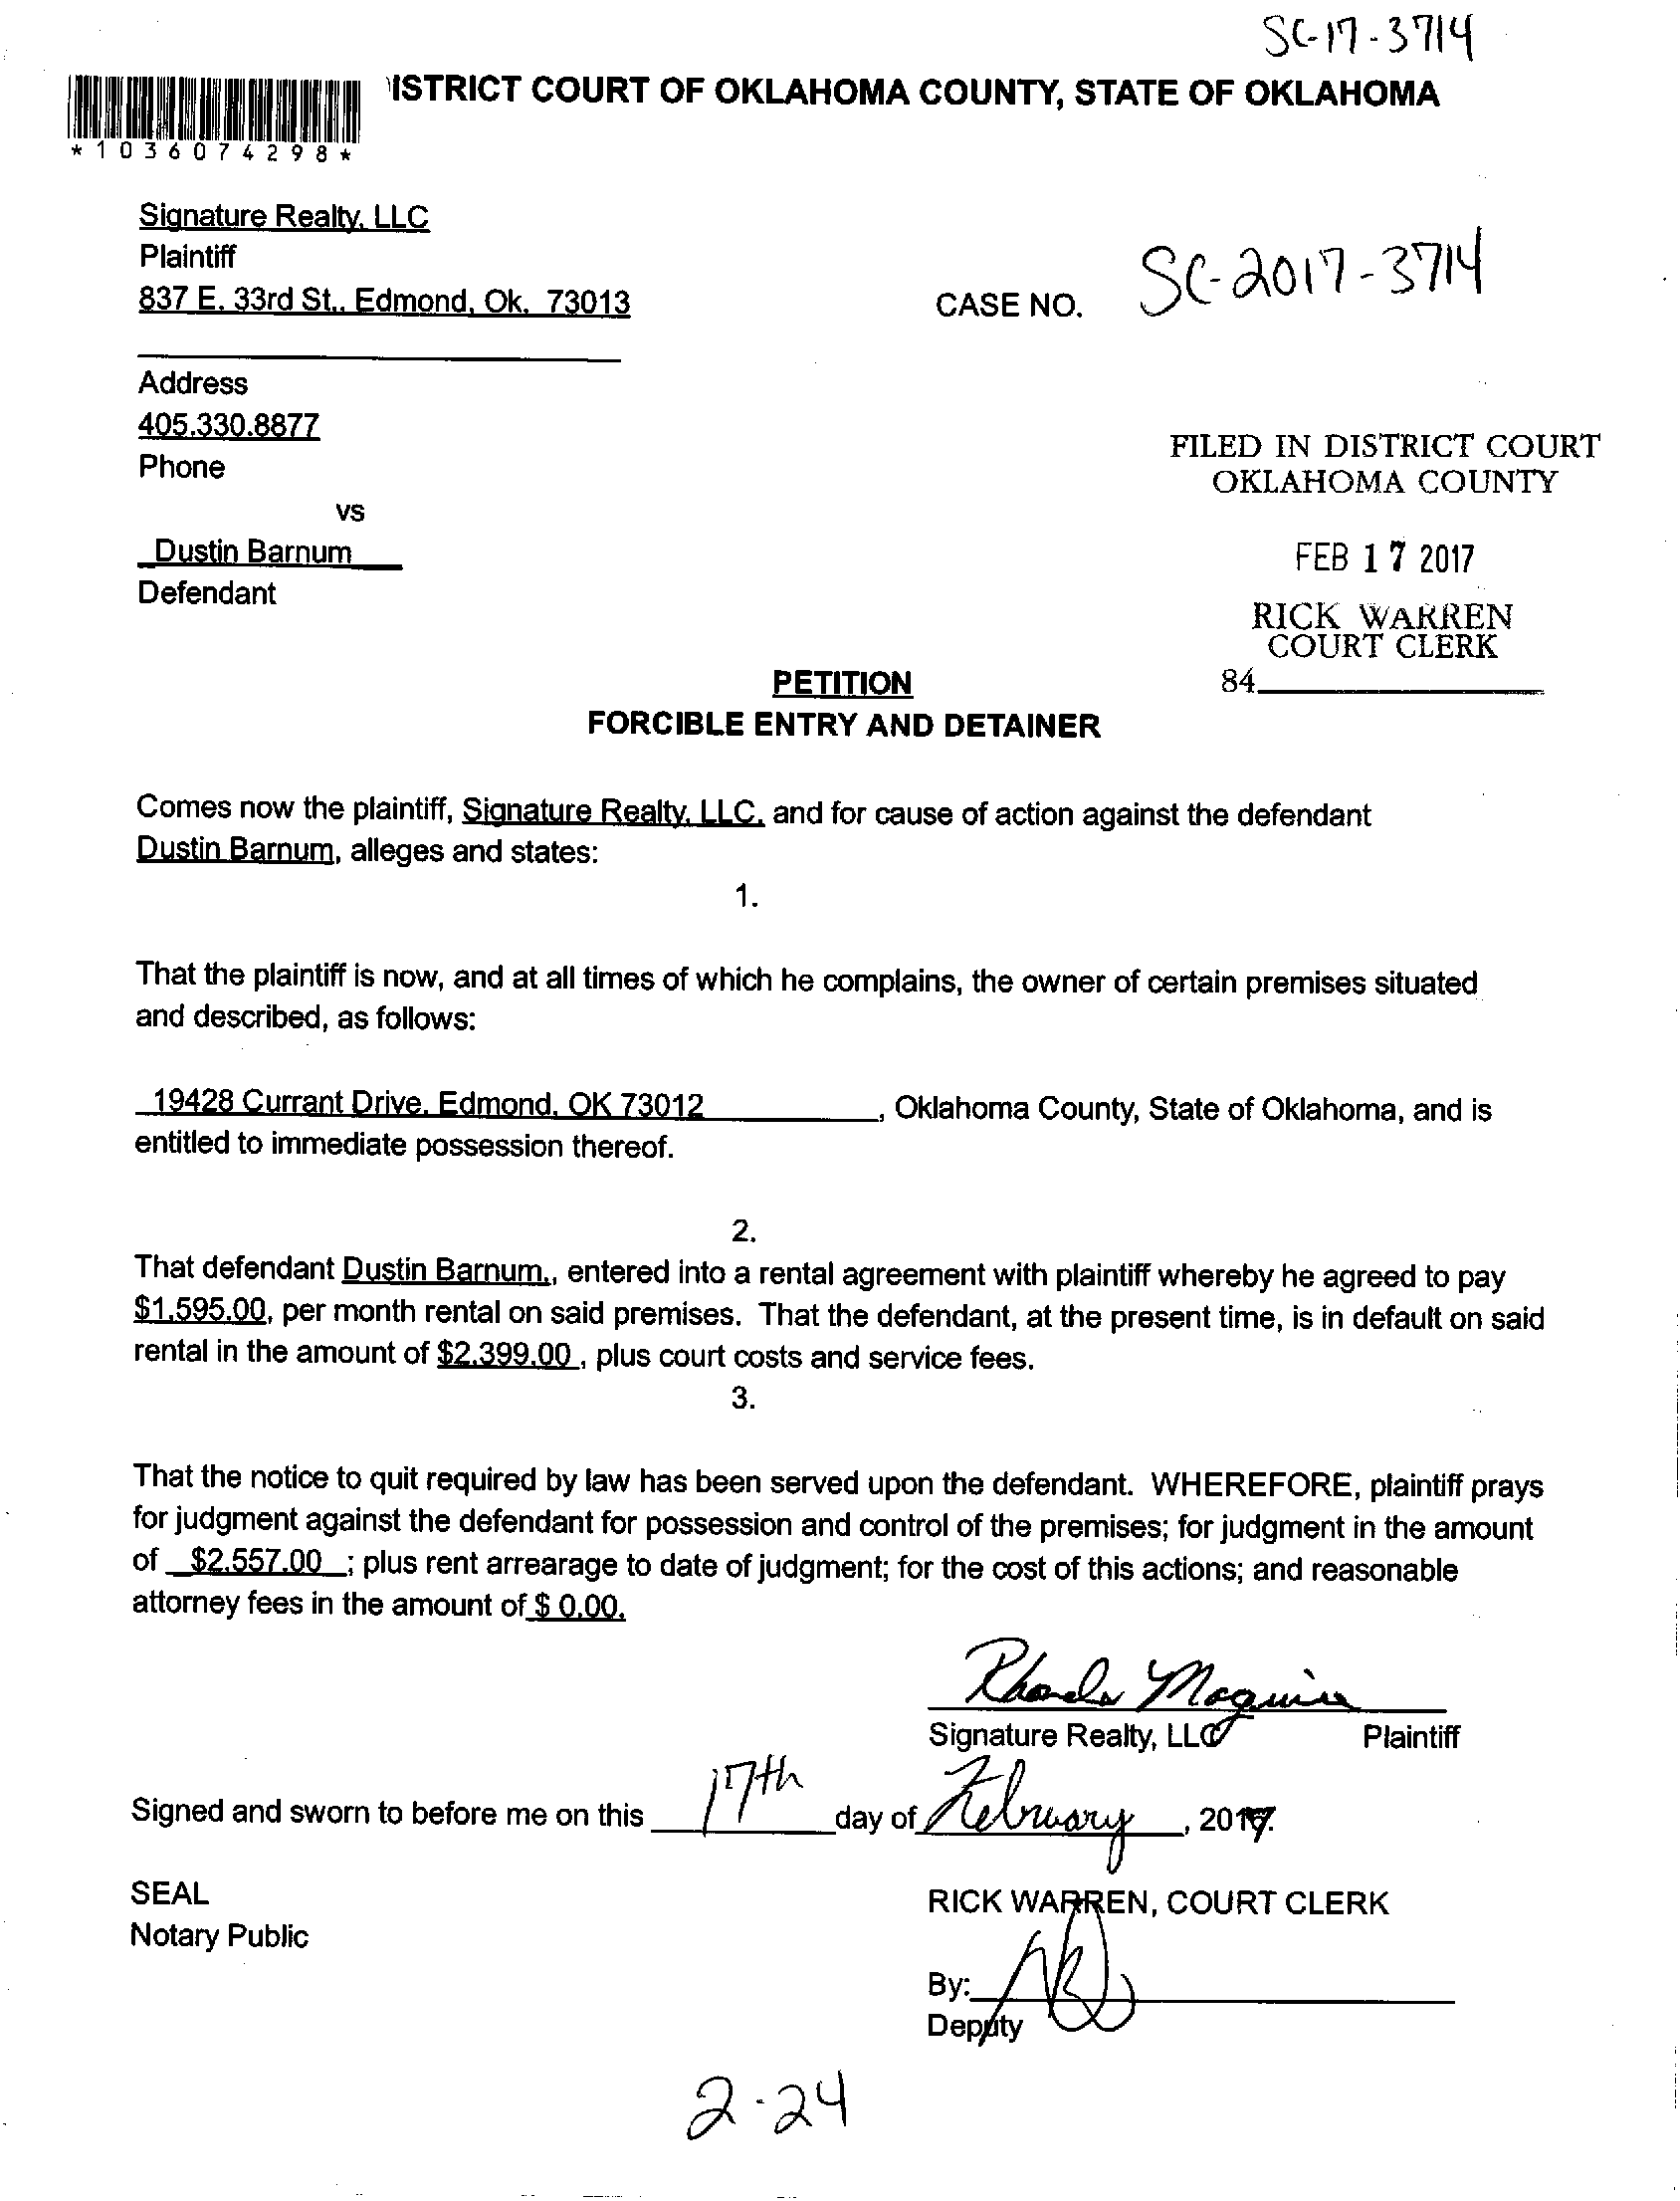 SC-17-3714
ISTRICT COURT OF OKLAHOMA COUNTY, STATE OF OKLAHOMA
*1036074298*
Signature Realty, LLC
Plaintiff
837 E. 33rd St., Edmond, Ok. 73013
CASE NO. SC-2017-3714
Address
405.330.8877
Phone
FILED IN DISTRICT COURT
OKLAHOMA COUNTY
vs
Dustin Barnum
Defendant
FEB 17 2017
RICK WARREN
COURT CLERK
84
PETITION
FORCIBLE ENTRY AND DETAINER
Comes now the plaintiff, Signature Realty, LLC, and for cause of action against the defendant
Dustin Barnum, alleges and states:
1.
That the plaintiff is now, and at all times of which he complains, the owner of certain premises situated
and described, as follows:
19428 Currant Drive, Edmond, OK 73012, Oklahoma County, State of Oklahoma, and is
entitled to immediate possession thereof.
2.
That defendant Dustin Barnum., entered into a rental agreement with plaintiff whereby he agreed to pay
$1,595.00, per month rental on said premises. That the defendant, at the present time, is in default on said
rental in the amount of $2,399.00 , plus court costs and service fees.
3.
That the notice to quit required by law has been served upon the defendant. WHEREFORE, plaintiff prays
for judgment against the defendant for possession and control of the premises; for judgment in the amount
of $2,557.00 ; plus rent arrearage to date of judgment; for the cost of this actions; and reasonable
attorney fees in the amount of $ 0.00.
Rhonda Maguire
Signature Realty, LLC Plaintiff
Signed and sworn to before me on this 17th day of February, 2017.
SEAL
Notary Public
RICK WARREN, COURT CLERK
By:
Deputy
2-24